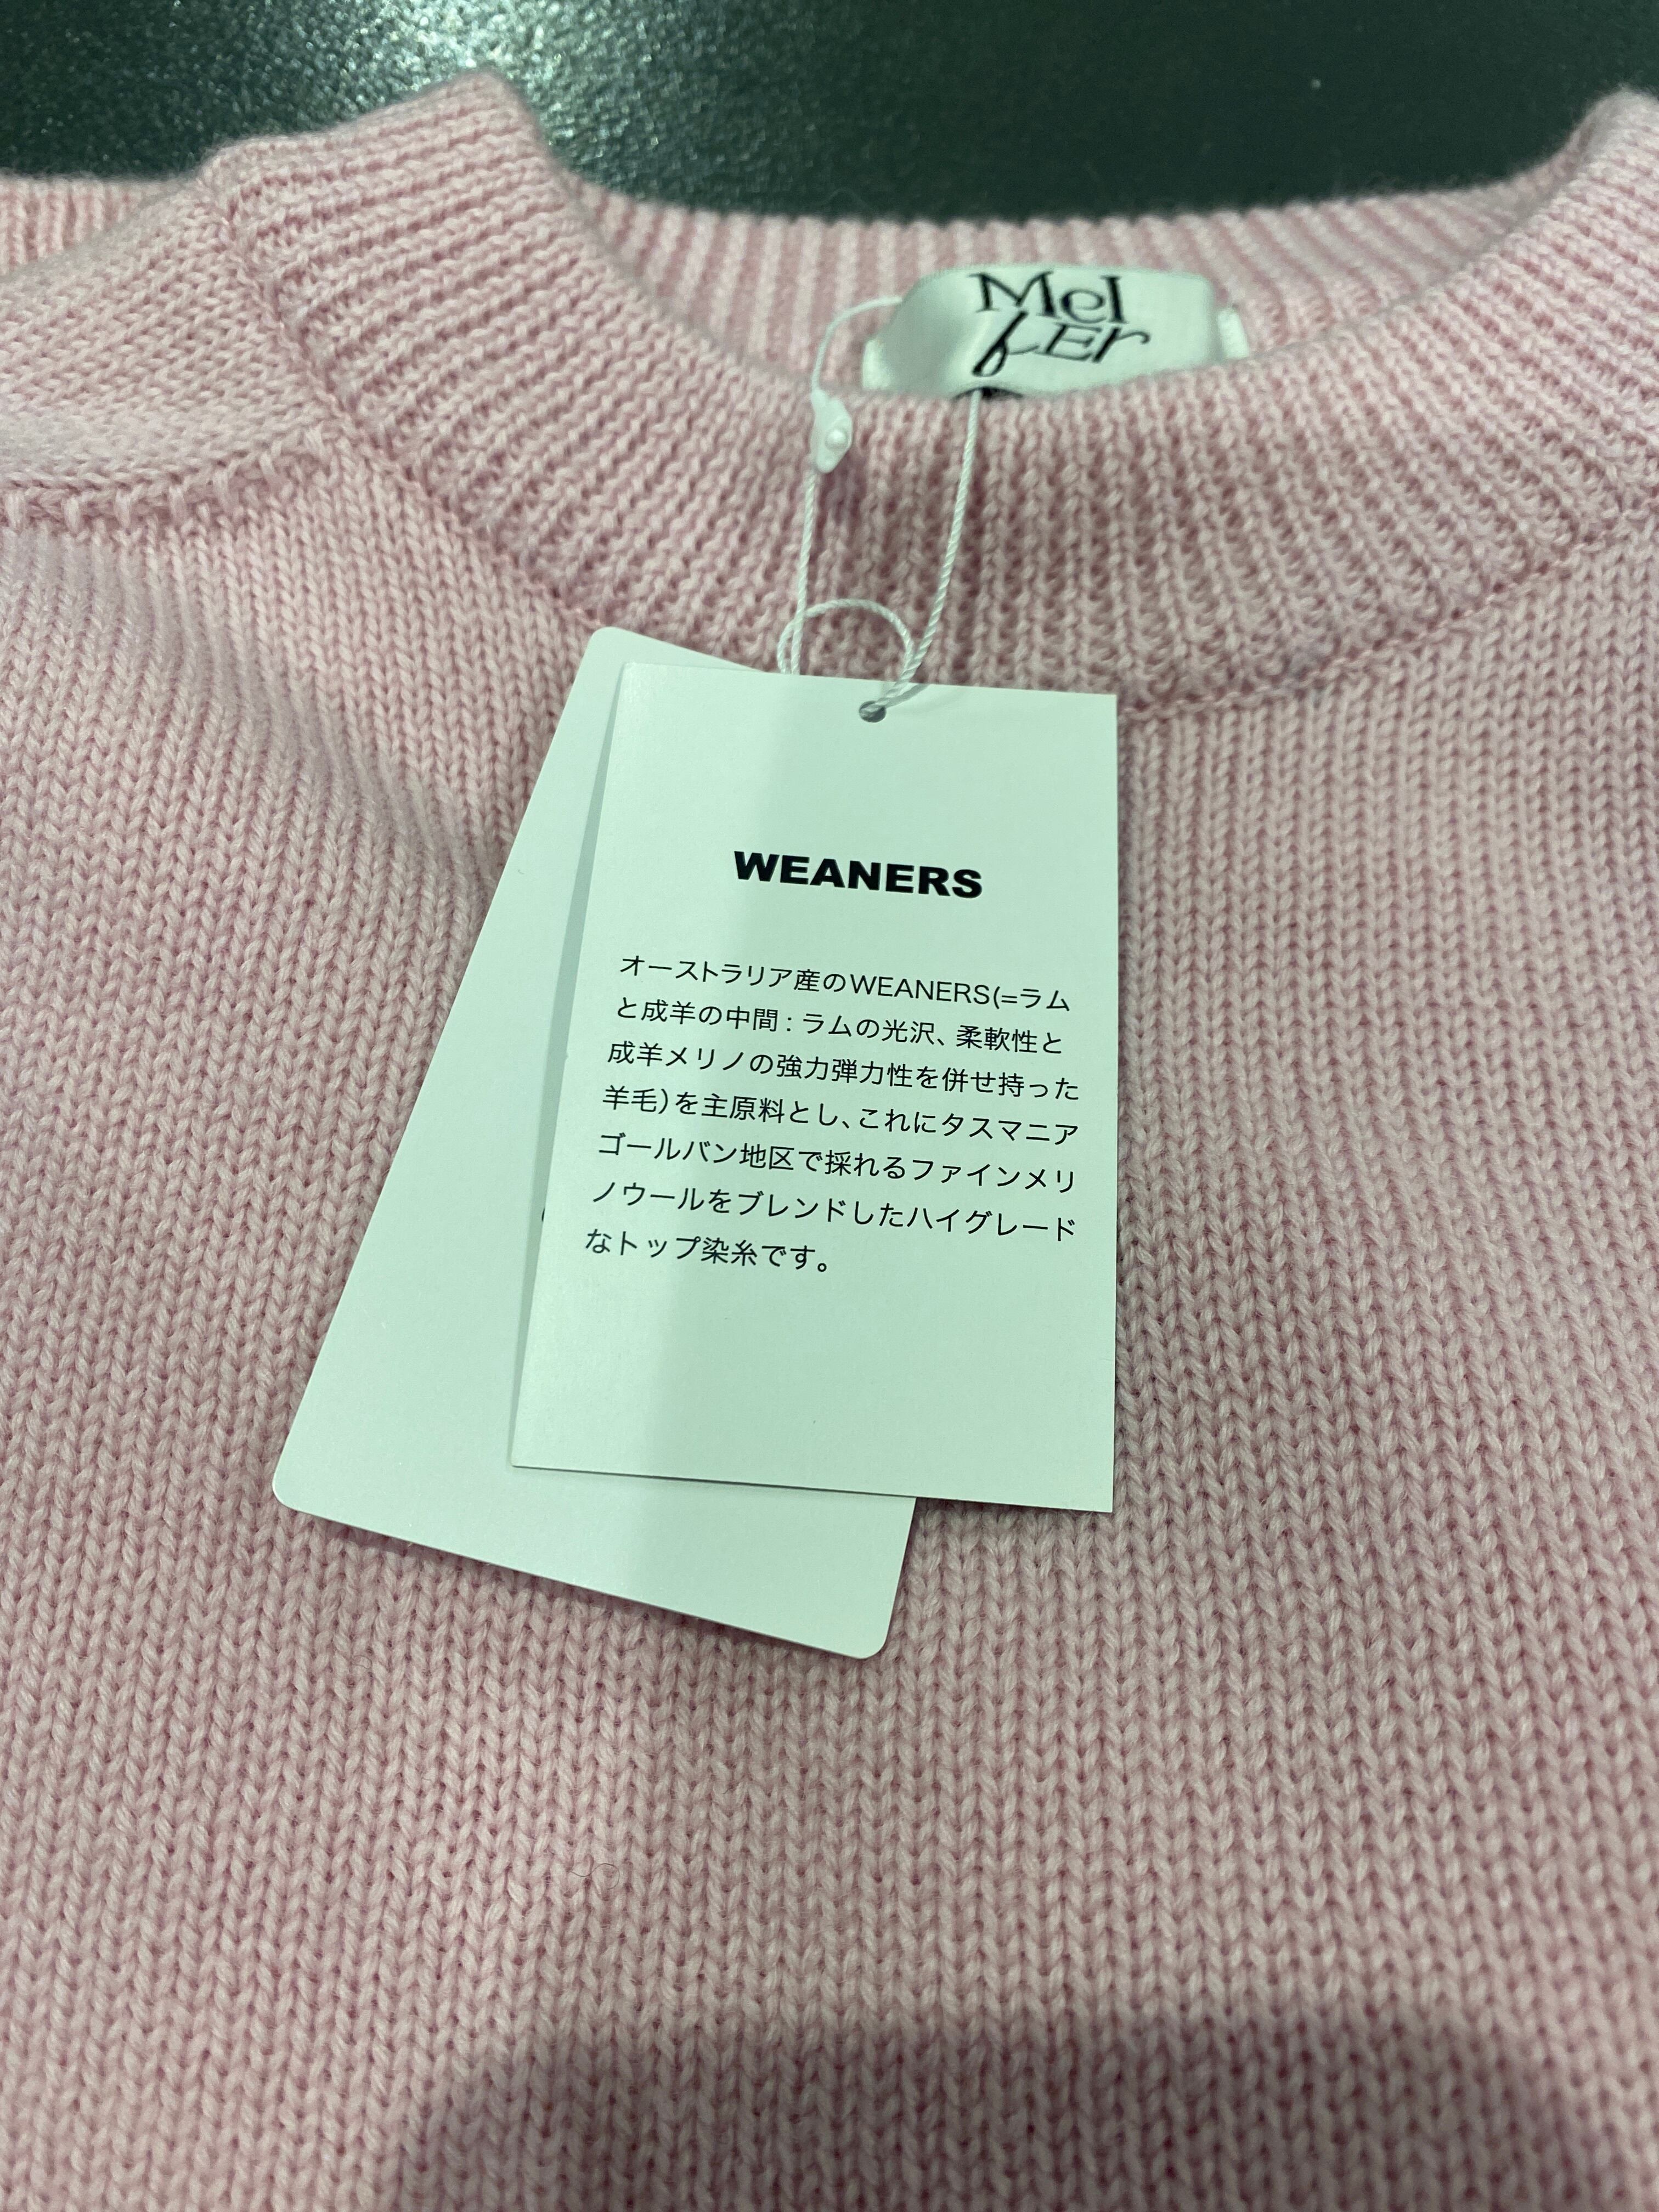 Mel
fEr
WEANERS
オーストラリア産のWEANERS(=ラム
と成羊の中間：ラムの光沢、柔軟性と
成羊メリノの強力弾力性を併せ持った
羊毛)を主原料とし、これにタスマニア
ゴールバン地区で採れるファインメリ
ノウールをブレンドしたハイグレード
なトップ染糸です。